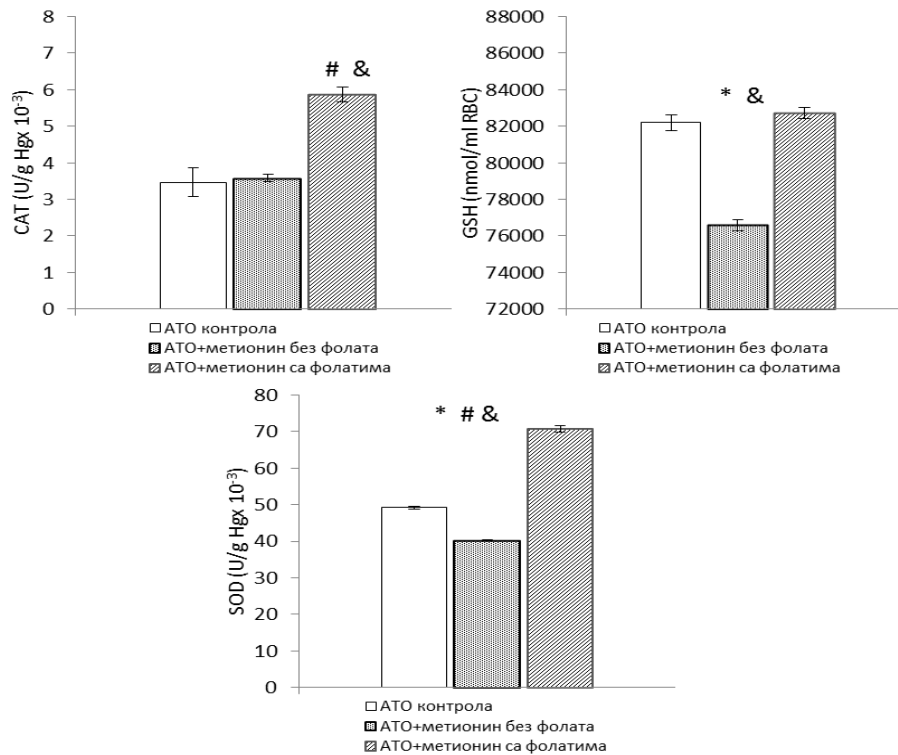 CAT (U/g Hgx 10⁻³)
8
7
6
5
4
3
2
1
0
# &
АТО контрола
АТО+метионин без фолата
АТО+метионин са фолатима
GSH (nmol/ml RBC)
88000
86000
84000
82000
80000
78000
76000
74000
72000
* &
АТО контрола
АТО+метионин без фолата
АТО+метионин са фолатима
SOD (U/g Hgx 10⁻³)
80
70
60
50
40
30
20
10
0
* # &
АТО контрола
АТО+метионин без фолата
АТО+метионин са фолатима